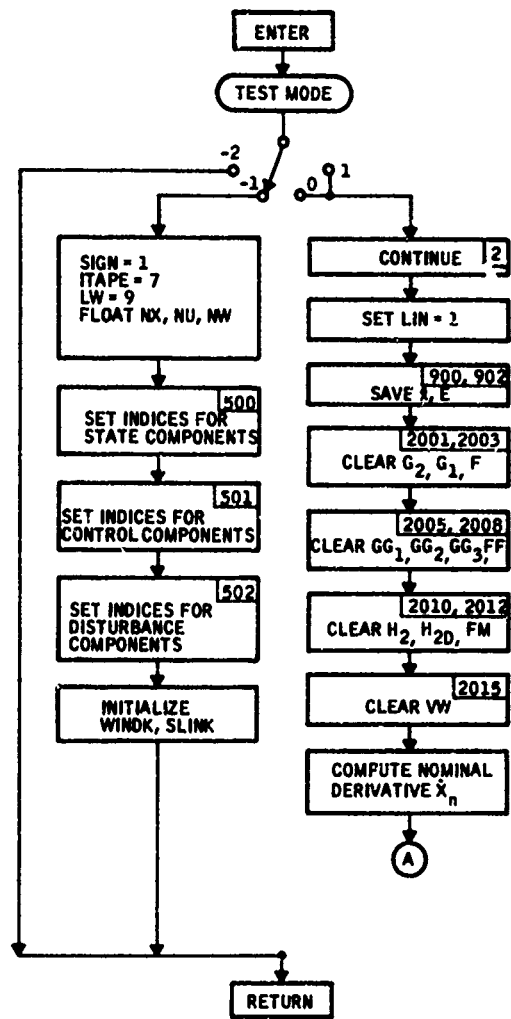 ENTER
TEST MODE
-2
-1
0
1
SIGN = 1
ITAPE = 7
LW = 9
FLOAT NX, NU, NW
500
SET INDICES FOR
STATE COMPONENTS
501
SET INDICES FOR
CONTROL COMPONENTS
502
SET INDICES FOR
DISTURBANCE
COMPONENTS
INITIALIZE
WINDK, SLINK
CONTINUE
2
SET LIN =
900, 902
SAVE E
2001,2003
CLEAR G₂, G₁, F
2005, 2008
CLEAR GG₁, GG₂, GG₃, FF
2010, 2012
CLEAR H₂, H₂D, FM
2015
CLEAR VW
COMPUTE NOMINAL
DERIVATIVE Ẋₙ
A
RETURN